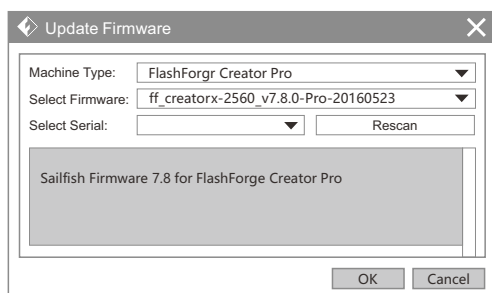 Update Firmware
Machine Type: FlashForgr Creator Pro
Select Firmware: ff_creatorx-2560_v7.8.0-Pro-20160523
Select Serial: Rescan
Sailfish Firmware 7.8 for FlashForge Creator Pro
OK Cancel